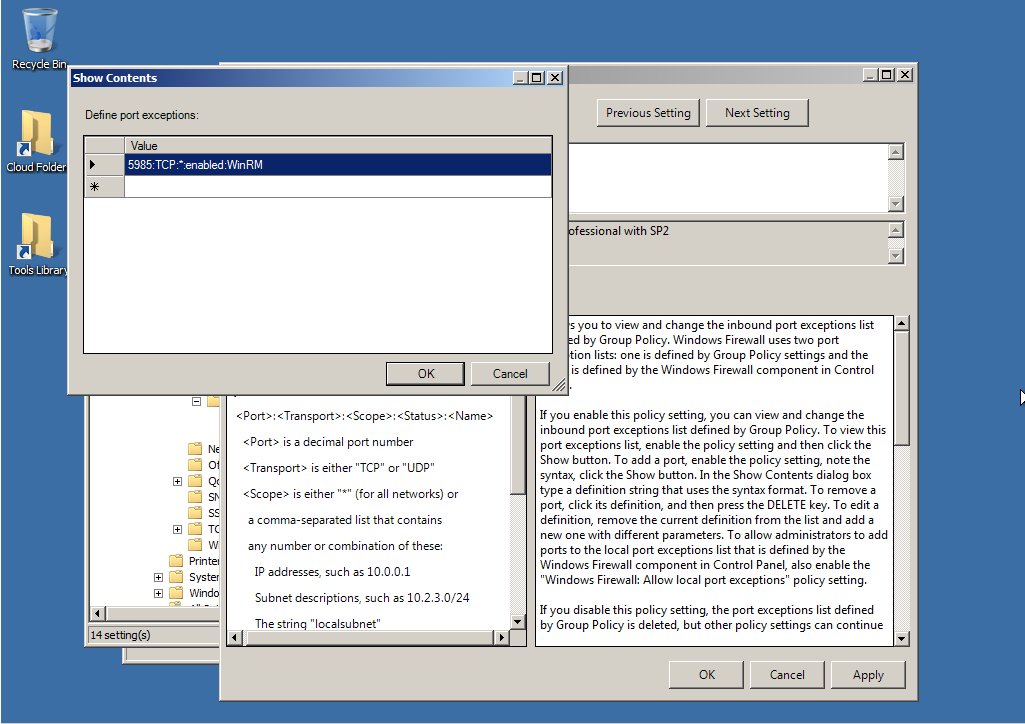 Recycle Bin
Cloud Folder
Tools Library
Show Contents
Define port exceptions:
Value
5985:TCP:*:enabled:WinRM
OK
Cancel
Previous Setting
Next Setting
ofessional with SP2
<Port>:<Transport>:<Scope>:<Status>:<Name>
<Port> is a decimal port number
<Transport> is either "TCP" or "UDP"
<Scope> is either "*" (for all networks) or
a comma-separated list that contains
any number or combination of these:
IP addresses, such as 10.0.0.1
Subnet descriptions, such as 10.2.3.0/24
The string "localsubnet"
s you to view and change the inbound port exceptions list
ed by Group Policy. Windows Firewall uses two port
tion lists: one is defined by Group Policy settings and the
is defined by the Windows Firewall component in Control
If you enable this policy setting, you can view and change the
inbound port exceptions list defined by Group Policy. To view this
port exceptions list, enable the policy setting and then click the
Show button. To add a port, enable the policy setting, note the
syntax, click the Show button. In the Show Contents dialog box
type a definition string that uses the syntax format. To remove a
port, click its definition, and then press the DELETE key. To edit a
definition, remove the current definition from the list and add a
new one with different parameters. To allow administrators to add
ports to the local port exceptions list that is defined by the
Windows Firewall component in Control Panel, also enable the
"Windows Firewall: Allow local port exceptions" policy setting.
If you disable this policy setting, the port exceptions list defined
by Group Policy is deleted, but other policy settings can continue
Ne
Of
Qo
SN
SS
TC
Wi
Printer
System
Windo
14 setting(s)
OK
Cancel
Apply